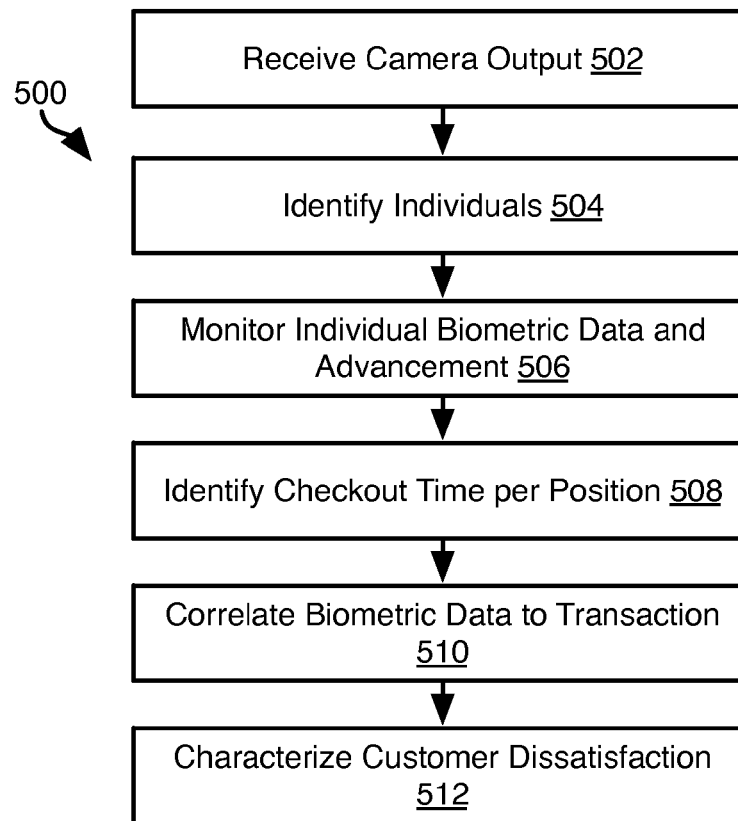 Receive Camera Output 502
500
Identify Individuals 504
Monitor Individual Biometric Data and
Advancement 506
Identify Checkout Time per Position 508
Correlate Biometric Data to Transaction
510
Characterize Customer Dissatisfaction
512